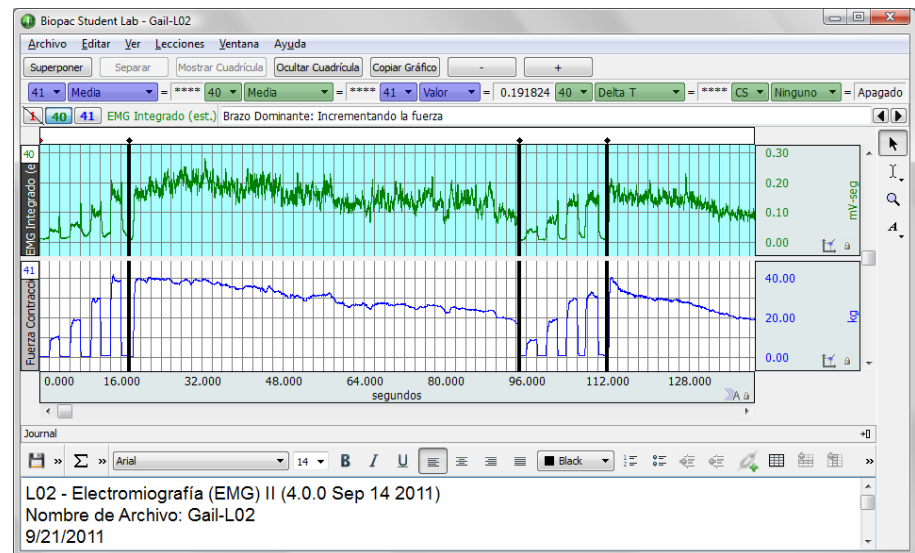 Biopac Student Lab - Gail-L02
Archivo Editar Ver Lecciones Ventana Ayuda
Superponer Separar Mostrar Cuadrícula Ocultar Cuadrícula Copiar Gráfico - +
41 Media = **** 40 Media = **** 41 Valor = 0.191824 40 Delta T = **** CS Ninguno = Apagado
1 40 41 EMG Integrado (est.) Brazo Dominante: Incrementando la fuerza
40
EMG Integrado (e
0.30
0.20
0.10
0.00
mV-seg
41
Fuerza Contracci
40.00
20.00
0.00
kg
0.000 16.000 32.000 48.000 64.000 80.000 96.000 112.000 128.000
segundos
Journal
Arial 14 B I U Black
L02 - Electromiografía (EMG) II (4.0.0 Sep 14 2011)
Nombre de Archivo: Gail-L02
9/21/2011